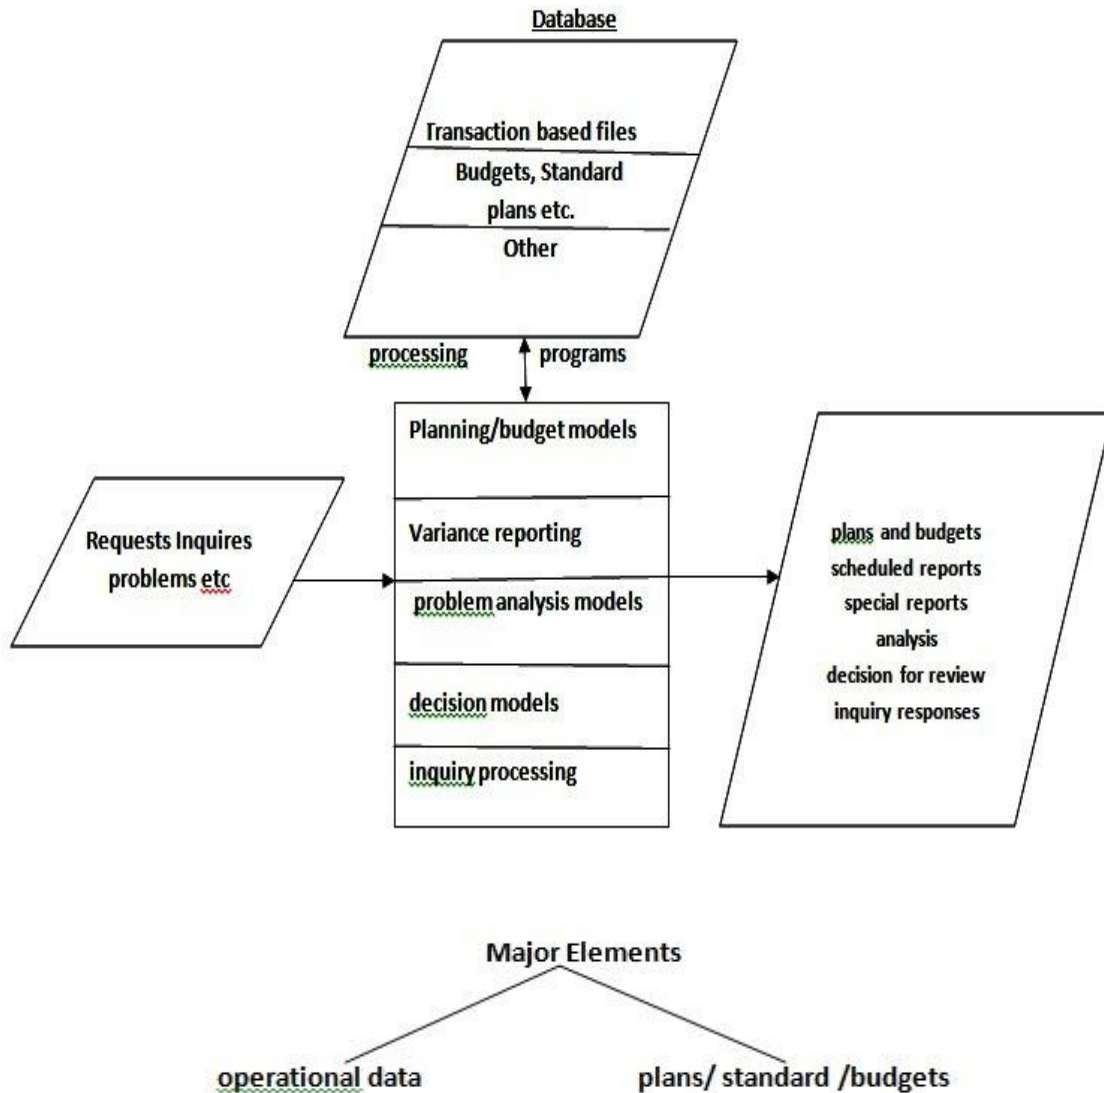 Database
Transaction based files
Budgets, Standard
plans etc.
Other
processing programs
Planning/budget models
Variance reporting
problem analysis models
decision models
inquiry processing
Requests Inquires
problems etc
plans and budgets
scheduled reports
special reports
analysis
decision for review
inquiry responses
Major Elements
operational data
plans/ standard /budgets